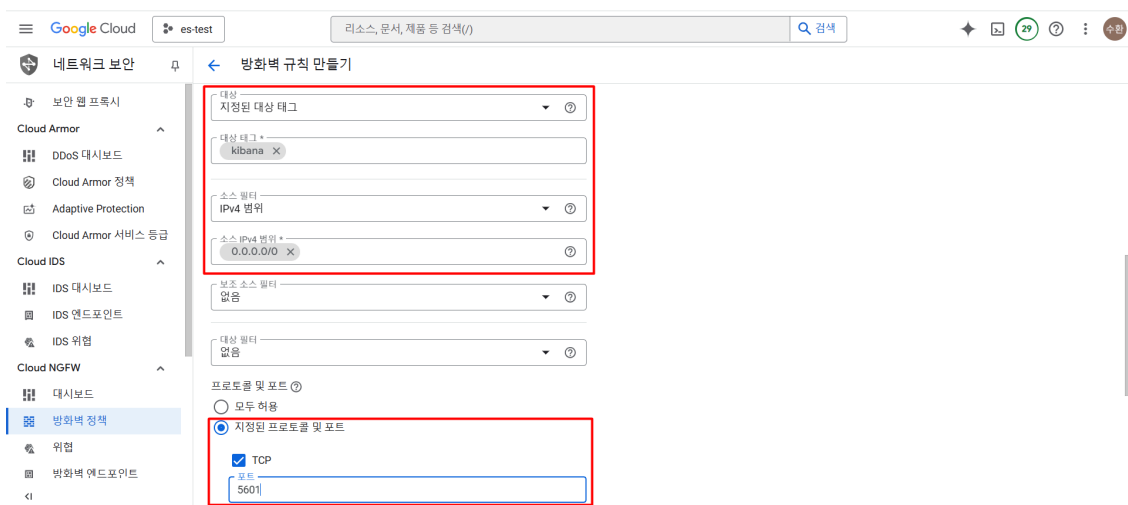 Google Cloud
es-test
리소스, 문서, 제품 등 검색(/)
검색
29
수환
네트워크 보안
방화벽 규칙 만들기
보안 웹 프록시
Cloud Armor
DDoS 대시보드
Cloud Armor 정책
Adaptive Protection
Cloud Armor 서비스 등급
Cloud IDS
IDS 대시보드
IDS 엔드포인트
IDS 위협
Cloud NGFW
대시보드
방화벽 정책
위협
방화벽 엔드포인트
대상
지정된 대상 태그
대상 태그 *
kibana
소스 필터
IPv4 범위
소스 IPv4 범위 *
0.0.0.0/0
보조 소스 필터
없음
대상 필터
없음
프로토콜 및 포트
모두 허용
지정된 프로토콜 및 포트
TCP
포트
5601